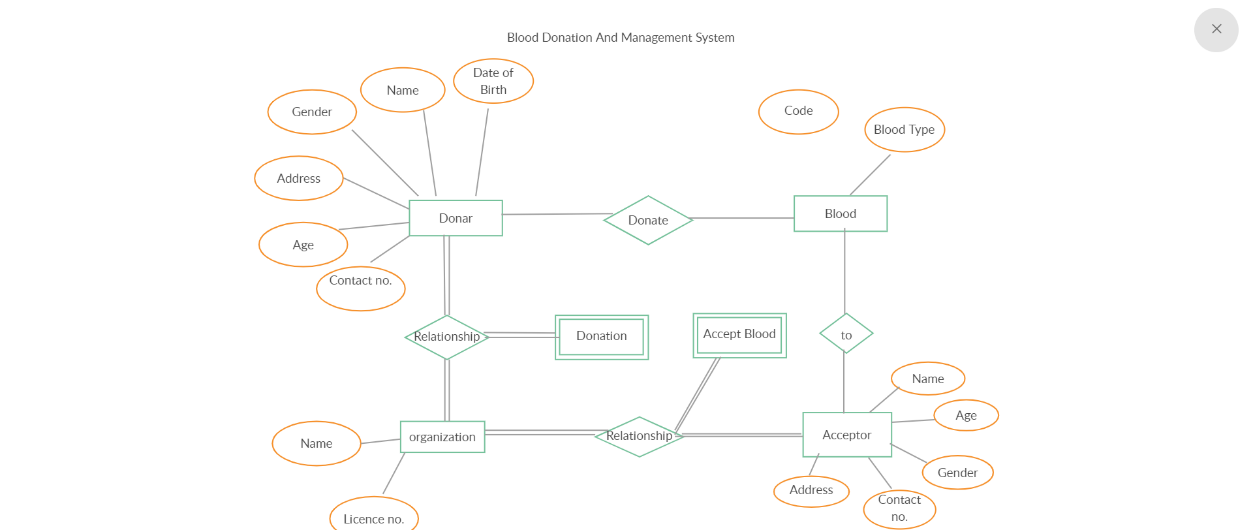 Blood Donation And Management System
Date of
Birth
Name
Gender
Code
Blood Type
Address
Donar
Donate
Blood
Age
Contact no.
Relationship
Donation
Accept Blood
to
Name
Age
Name
organization
Relationship
Acceptor
Gender
Address
Contact
no.
Licence no.